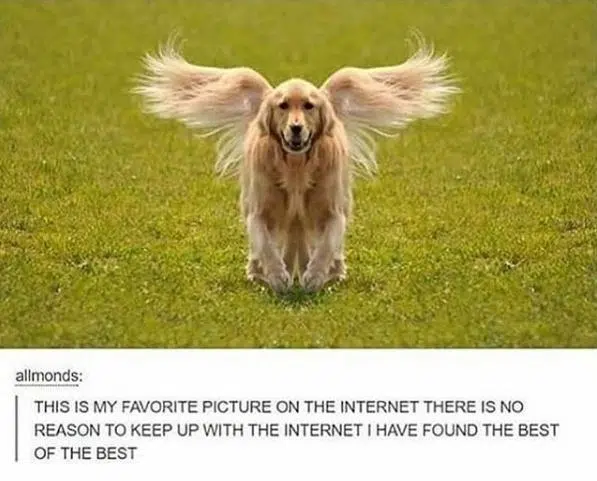 allmonds:
THIS IS MY FAVORITE PICTURE ON THE INTERNET THERE IS NO
REASON TO KEEP UP WITH THE INTERNET I HAVE FOUND THE BEST
OF THE BEST